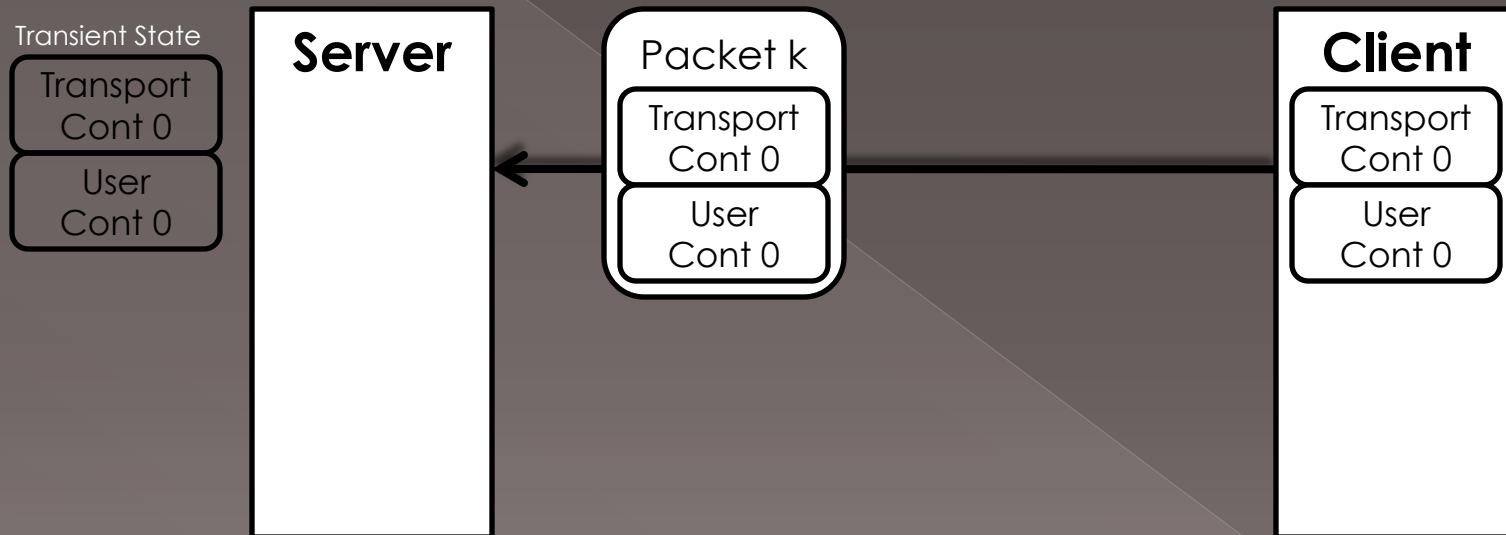 Transient State
Transport
Cont 0
User
Cont 0
Server
Packet k
Transport
Cont 0
User
Cont 0
Client
Transport
Cont 0
User
Cont 0